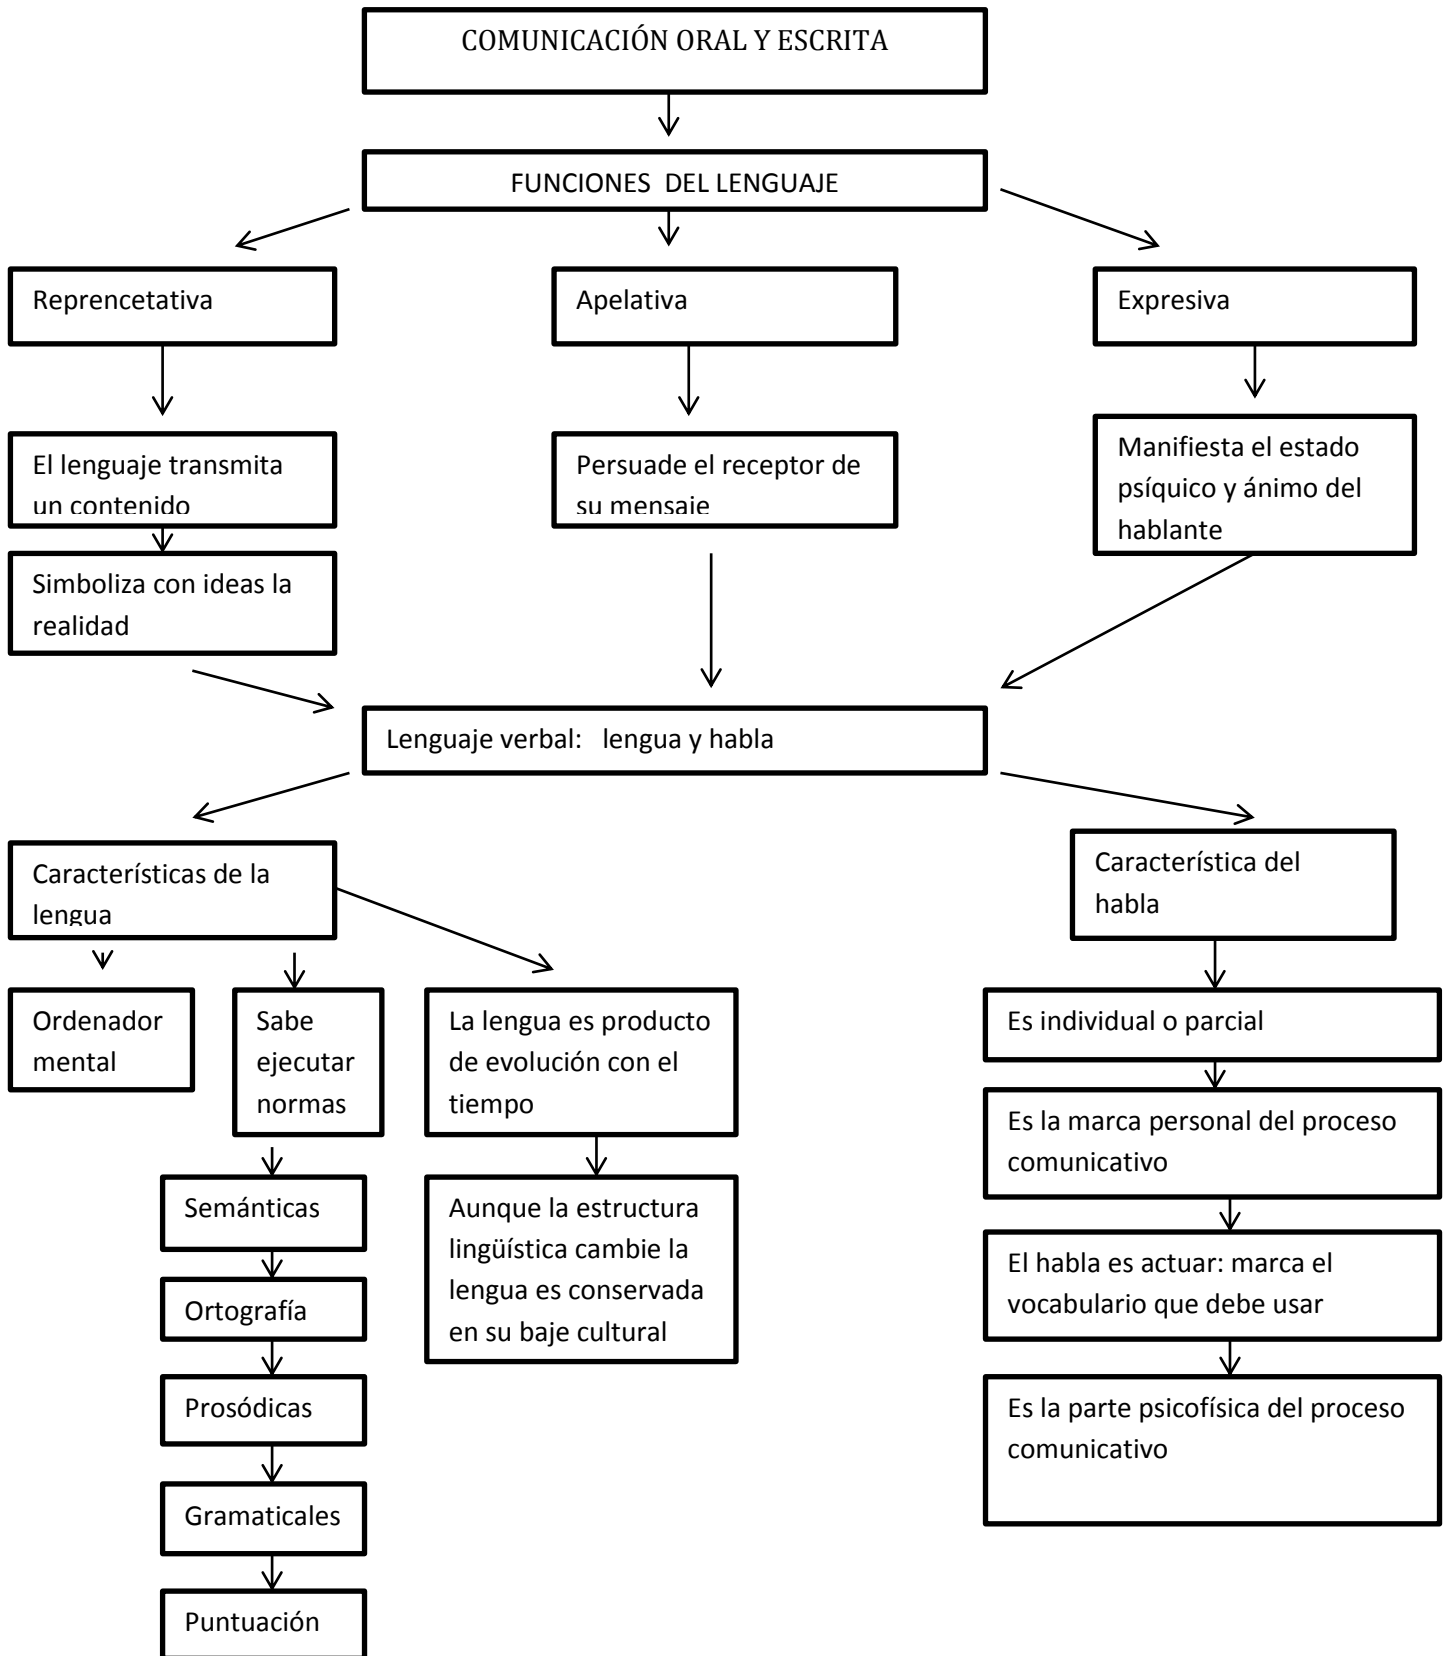 COMUNICACIÓN ORAL Y ESCRITA
FUNCIONES DEL LENGUAJE
Reprencetativa
Apelativa
Expresiva
El lenguaje transmita
un contenido
Persuade el receptor de
su mensaje
Manifiesta el estado
psíquico y ánimo del
hablante
Simboliza con ideas la
realidad
Lenguaje verbal: lengua y habla
Características de la
lengua
Característica del
habla
Ordenador
mental
Sabe
ejecutar
normas
La lengua es producto
de evolución con el
tiempo
Es individual o parcial
Es la marca personal del proceso
comunicativo
Semánticas
Aunque la estructura
lingüística cambie la
lengua es conservada
en su baje cultural
El habla es actuar: marca el
vocabulario que debe usar
Ortografía
Prosódicas
Es la parte psicofísica del proceso
comunicativo
Gramaticales
Puntuación